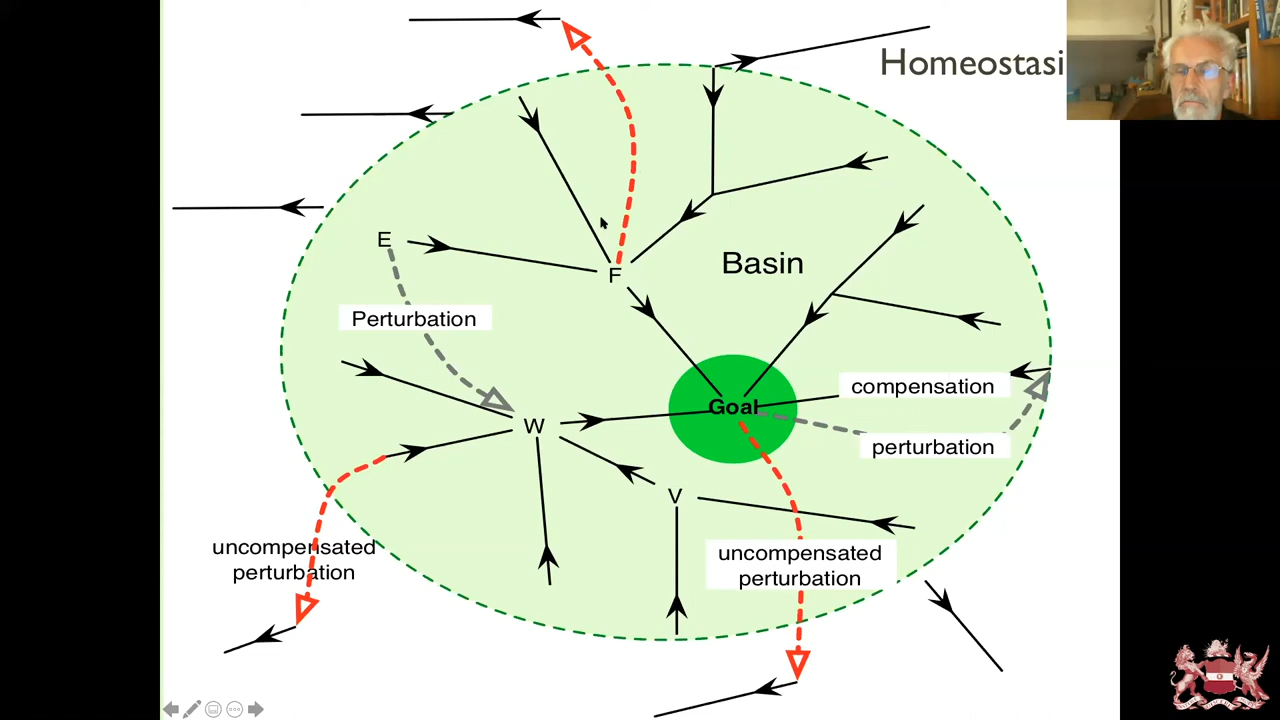 Homeostasi
E
F
Basin
Perturbation
compensation
Goal
W
perturbation
V
uncompensated
perturbation
uncompensated
perturbation